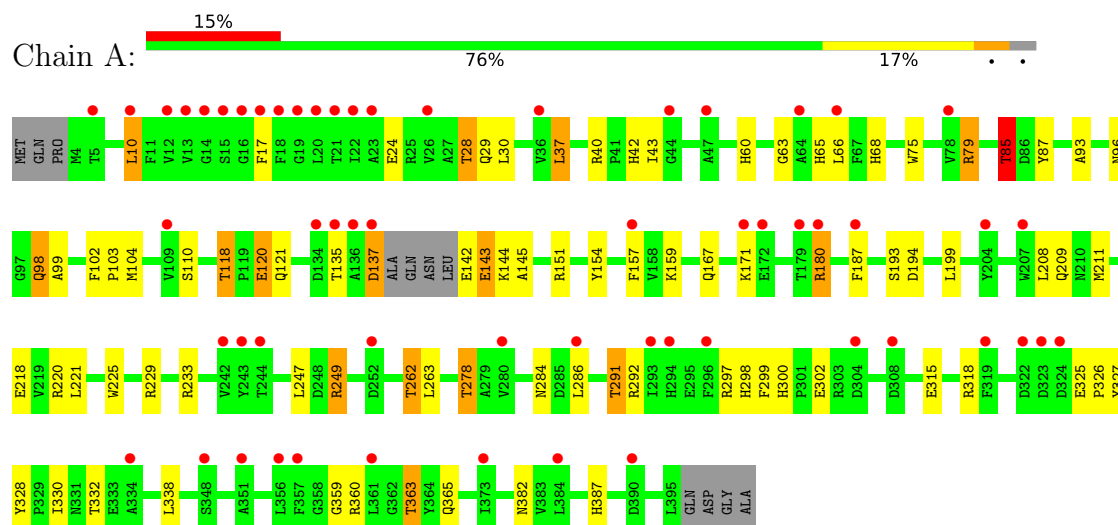 15%
Chain A:
76% 17% • •
MET GLN PRO M4 T5 L10 F11 V12 V13 G14 S15 G16 F17 F18 G19 L20 T21 I22 A23 E24 R25 V26 A27 T28 Q29 L30 V36 L37 R40 P41 H42 I43 G44 A47 H60 G63 A64 H65 L66 F67 H68 W75 V78 R79 T85 D86 Y87 A93 N96
G97 Q98 A99 F102 P103 M104 V109 S110 T118 P119 E120 Q121 D134 T135 A136 D137 ALA GLN ASN LEU E142 E143 K144 A145 R151 Y154 F157 V158 K159 Q167 K171 E172 T179 R180 F187 S193 D194 L199 Y204 W207 L208 Q209 N210 M211
E218 V219 R220 L221 W225 R229 R233 V242 Y243 T244 L247 D248 R249 D252 T262 L263 T278 A279 V280 N284 D285 L286 T291 R292 I293 H294 E295 F296 R297 H298 F299 H300 P301 E302 R303 D304 D308 E315 R318 F319 D322 D323 D324 E325 P326 Y327
Y328 P329 I330 N331 T332 E333 A334 L338 S348 A351 L356 F357 G358 G359 R360 L361 G362 T363 Y364 Q365 I373 N382 V383 L384 H387 D390 L395 GLN ASP GLY ALA